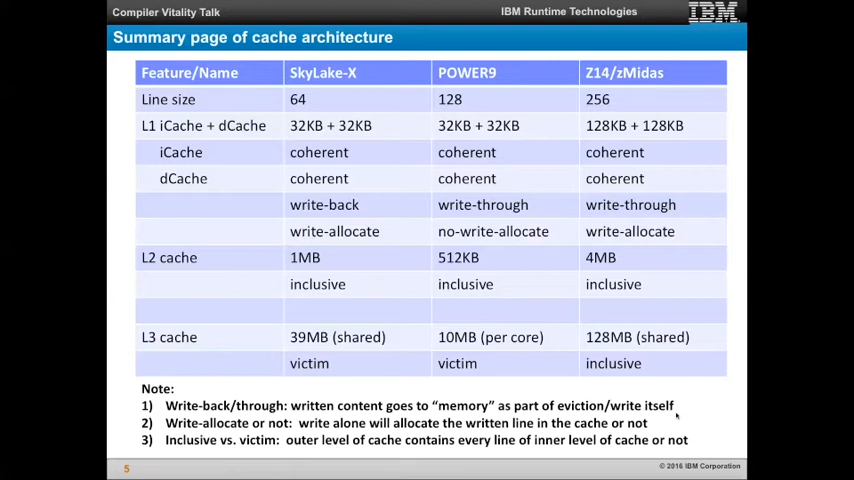 Compiler Vitality Talk IBM Runtime Technologies IBM
Summary page of cache architecture
Feature/Name SkyLake-X POWER9 Z14/zMidas
Line size 64 128 256
L1 iCache + dCache 32KB + 32KB 32KB + 32KB 128KB + 128KB
iCache coherent coherent coherent
dCache coherent coherent coherent
write-back write-through write-through
write-allocate no-write-allocate write-allocate
L2 cache 1MB 512KB 4MB
inclusive inclusive inclusive
L3 cache 39MB (shared) 10MB (per core) 128MB (shared)
victim victim inclusive
Note:
1) Write-back/through: written content goes to “memory” as part of eviction/write itself
2) Write-allocate or not: write alone will allocate the written line in the cache or not
3) Inclusive vs. victim: outer level of cache contains every line of inner level of cache or not
5 © 2016 IBM Corporation